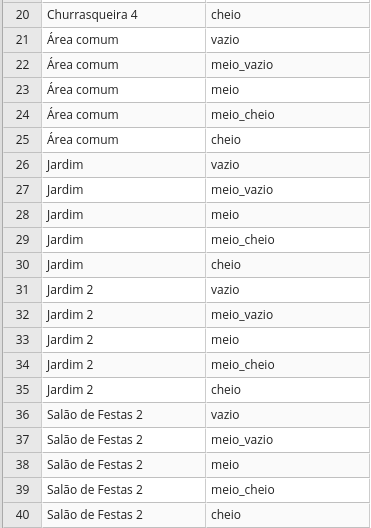 20 Churrasqueira 4 cheio
21 Área comum vazio
22 Área comum meio_vazio
23 Área comum meio
24 Área comum meio_cheio
25 Área comum cheio
26 Jardim vazio
27 Jardim meio_vazio
28 Jardim meio
29 Jardim meio_cheio
30 Jardim cheio
31 Jardim 2 vazio
32 Jardim 2 meio_vazio
33 Jardim 2 meio
34 Jardim 2 meio_cheio
35 Jardim 2 cheio
36 Salão de Festas 2 vazio
37 Salão de Festas 2 meio_vazio
38 Salão de Festas 2 meio
39 Salão de Festas 2 meio_cheio
40 Salão de Festas 2 cheio